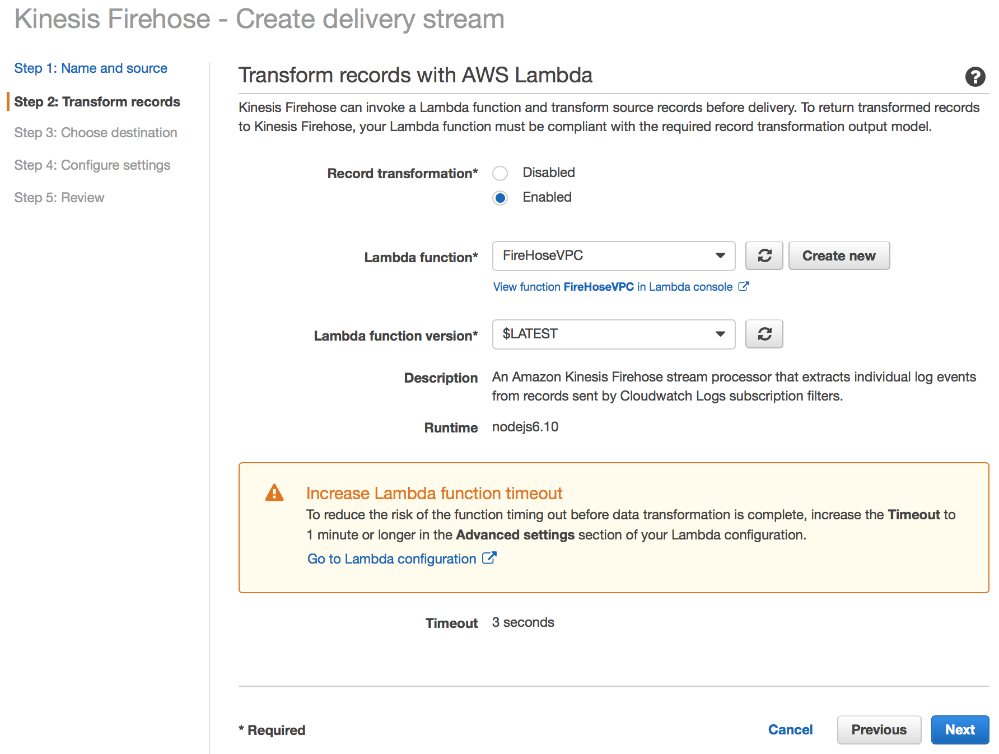 Kinesis Firehose - Create delivery stream
Step 1: Name and source
Step 2: Transform records
Step 3: Choose destination
Step 4: Configure settings
Step 5: Review
Transform records with AWS Lambda
Kinesis Firehose can invoke a Lambda function and transform source records before delivery. To return transformed records
to Kinesis Firehose, your Lambda function must be compliant with the required record transformation output model.
Record transformation*
Disabled
Enabled
Lambda function*
FireHoseVPC
Create new
View function FireHoseVPC in Lambda console
Lambda function version*
$LATEST
Description
An Amazon Kinesis Firehose stream processor that extracts individual log events
from records sent by Cloudwatch Logs subscription filters.
Runtime
nodejs6.10
Increase Lambda function timeout
To reduce the risk of the function timing out before data transformation is complete, increase the Timeout to
1 minute or longer in the Advanced settings section of your Lambda configuration.
Go to Lambda configuration
Timeout
3 seconds
* Required
Cancel
Previous
Next